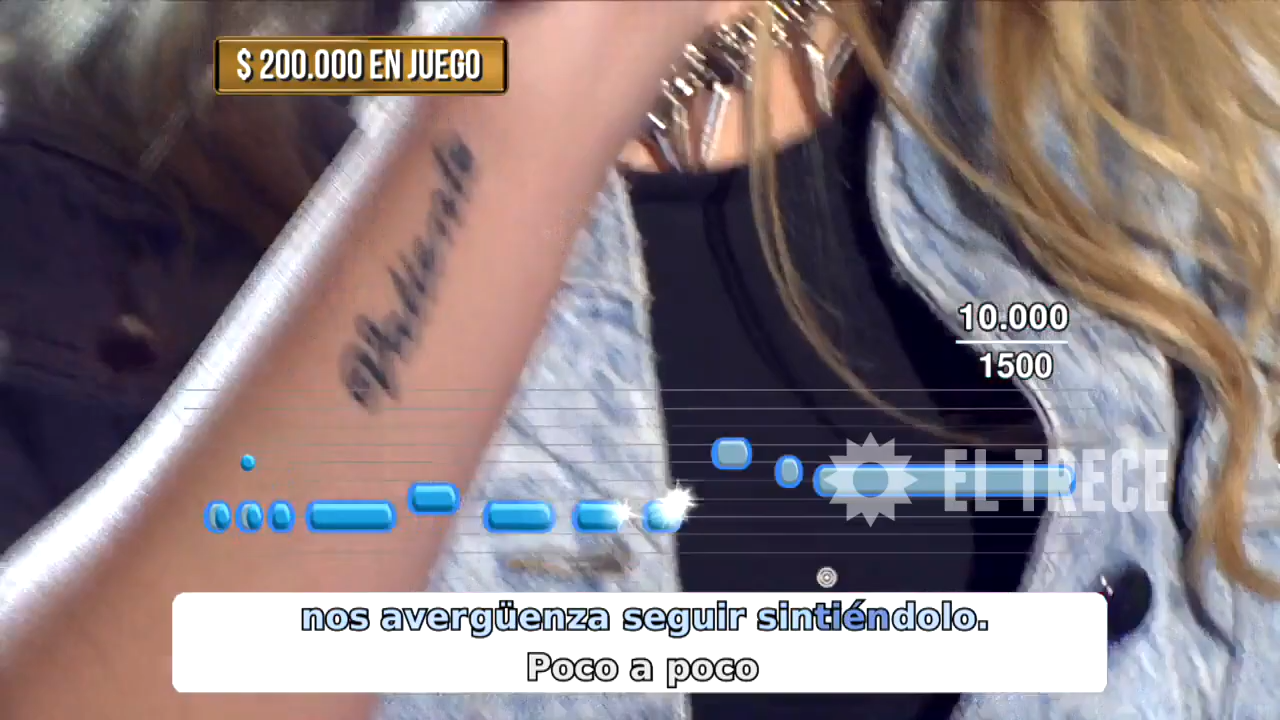 $ 200.000 EN JUEGO
10.000
1500
EL TRECE
nos avergüenza seguir sintiéndolo.
Poco a poco